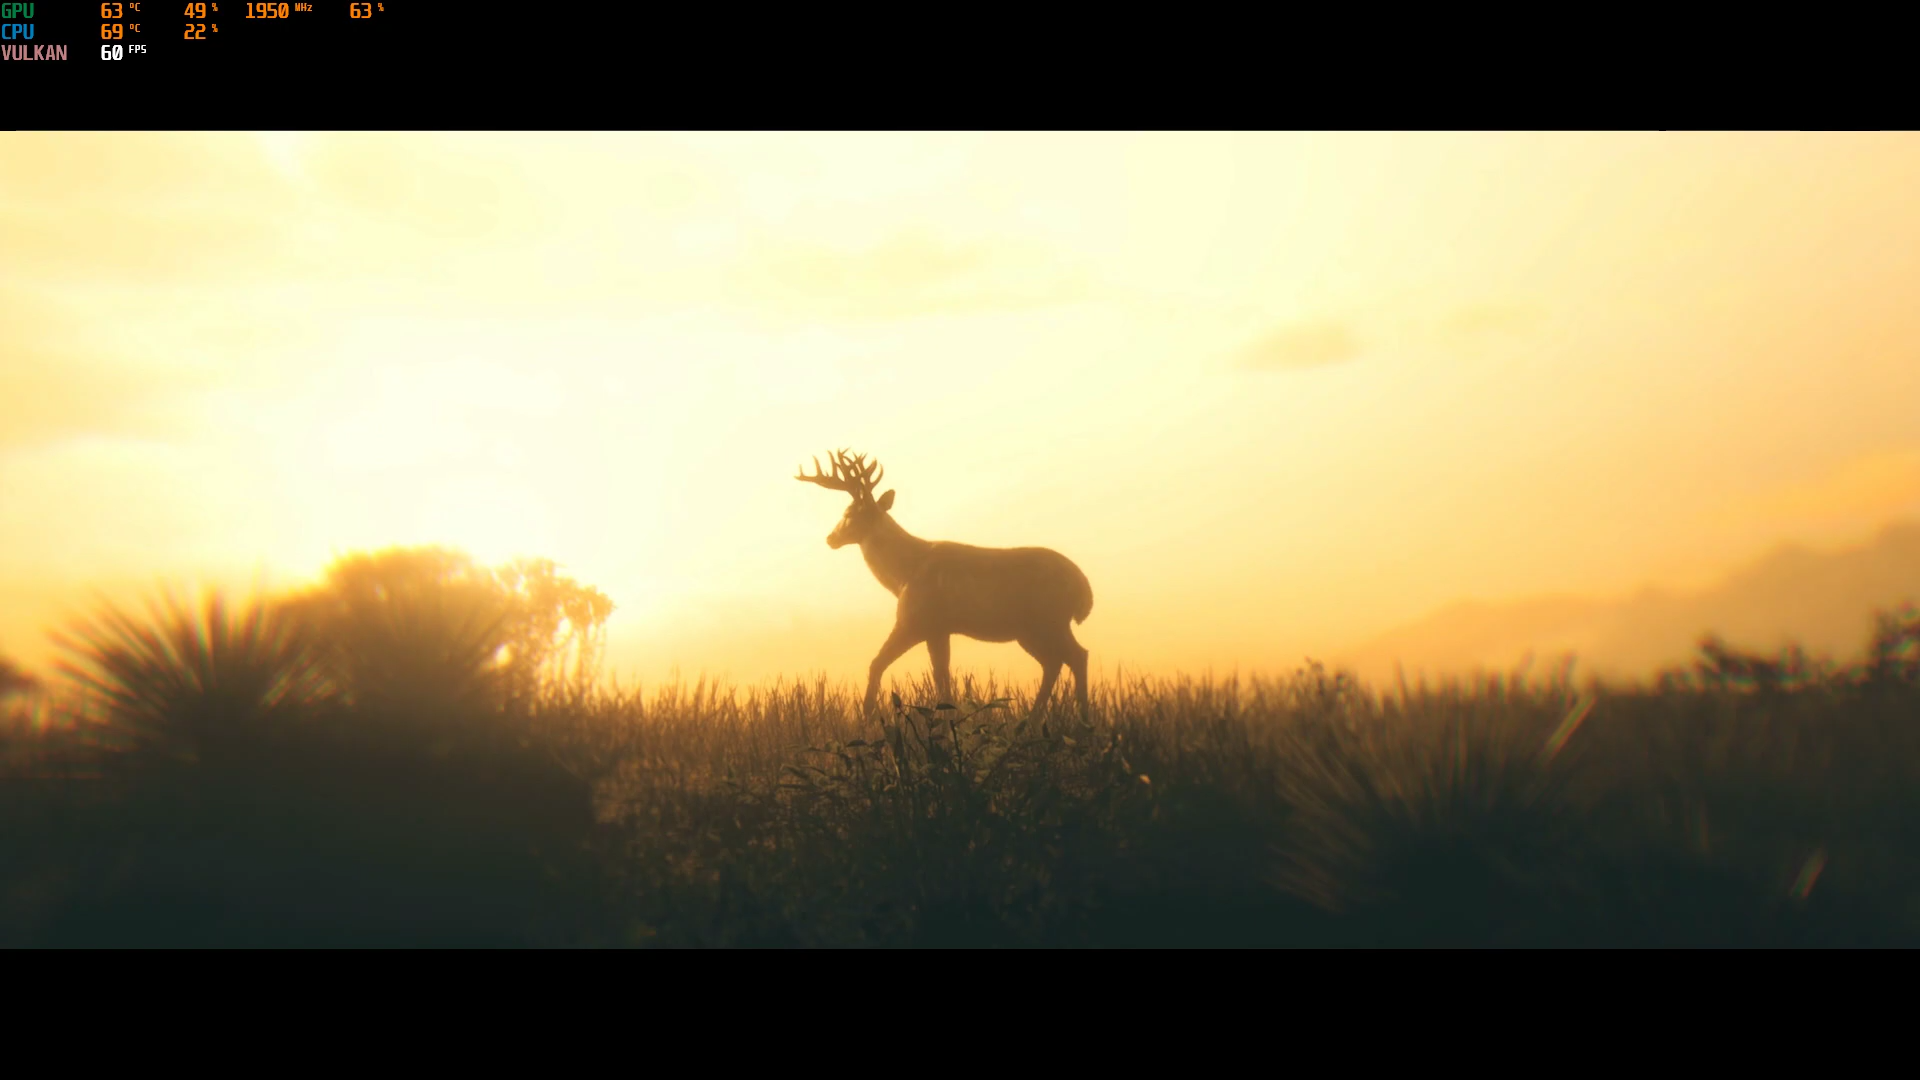 GPU 63 °C 49 % 1950 MHz 63 %
CPU 69 °C 22 %
VULKAN 60 FPS